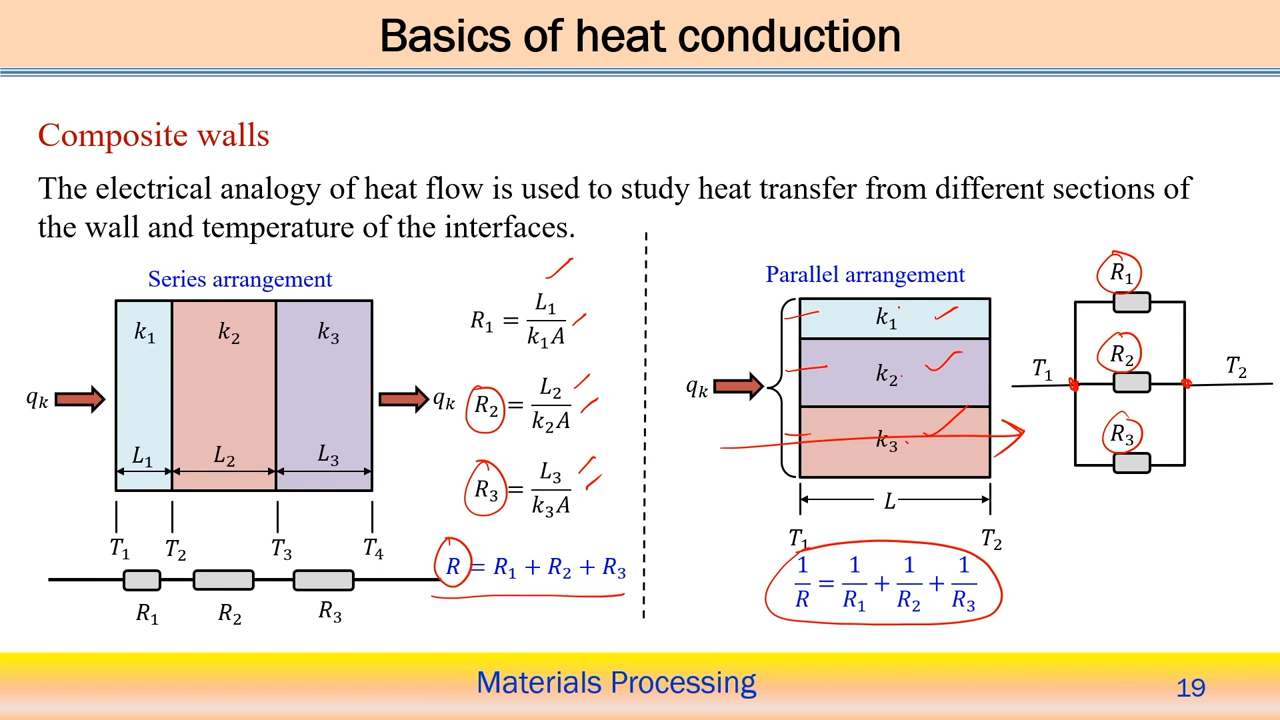 Basics of heat conduction
Composite walls
The electrical analogy of heat flow is used to study heat transfer from different sections of
the wall and temperature of the interfaces.
Series arrangement
k₁ k₂ k₃
qₖ qₖ
L₁ L₂ L₃
T₁ T₂ T₃ T₄
R₁ R₂ R₃
R₁ = L₁/k₁A
R₂ = L₂/k₂A
R₃ = L₃/k₃A
R = R₁ + R₂ + R₃
Parallel arrangement
k₁
qₖ k₂
k₃
L
T₁ T₂
1/R = 1/R₁ + 1/R₂ + 1/R₃
R₁
T₁ R₂ T₂
R₃
Materials Processing
19